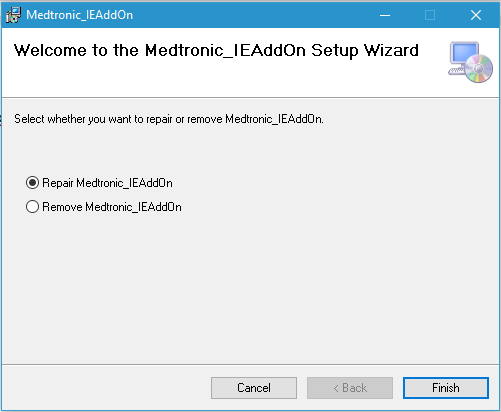 Medtronic_IEAddOn
Welcome to the Medtronic_IEAddOn Setup Wizard
Select whether you want to repair or remove Medtronic_IEAddOn.
Repair Medtronic_IEAddOn
Remove Medtronic_IEAddOn
Cancel < Back Finish